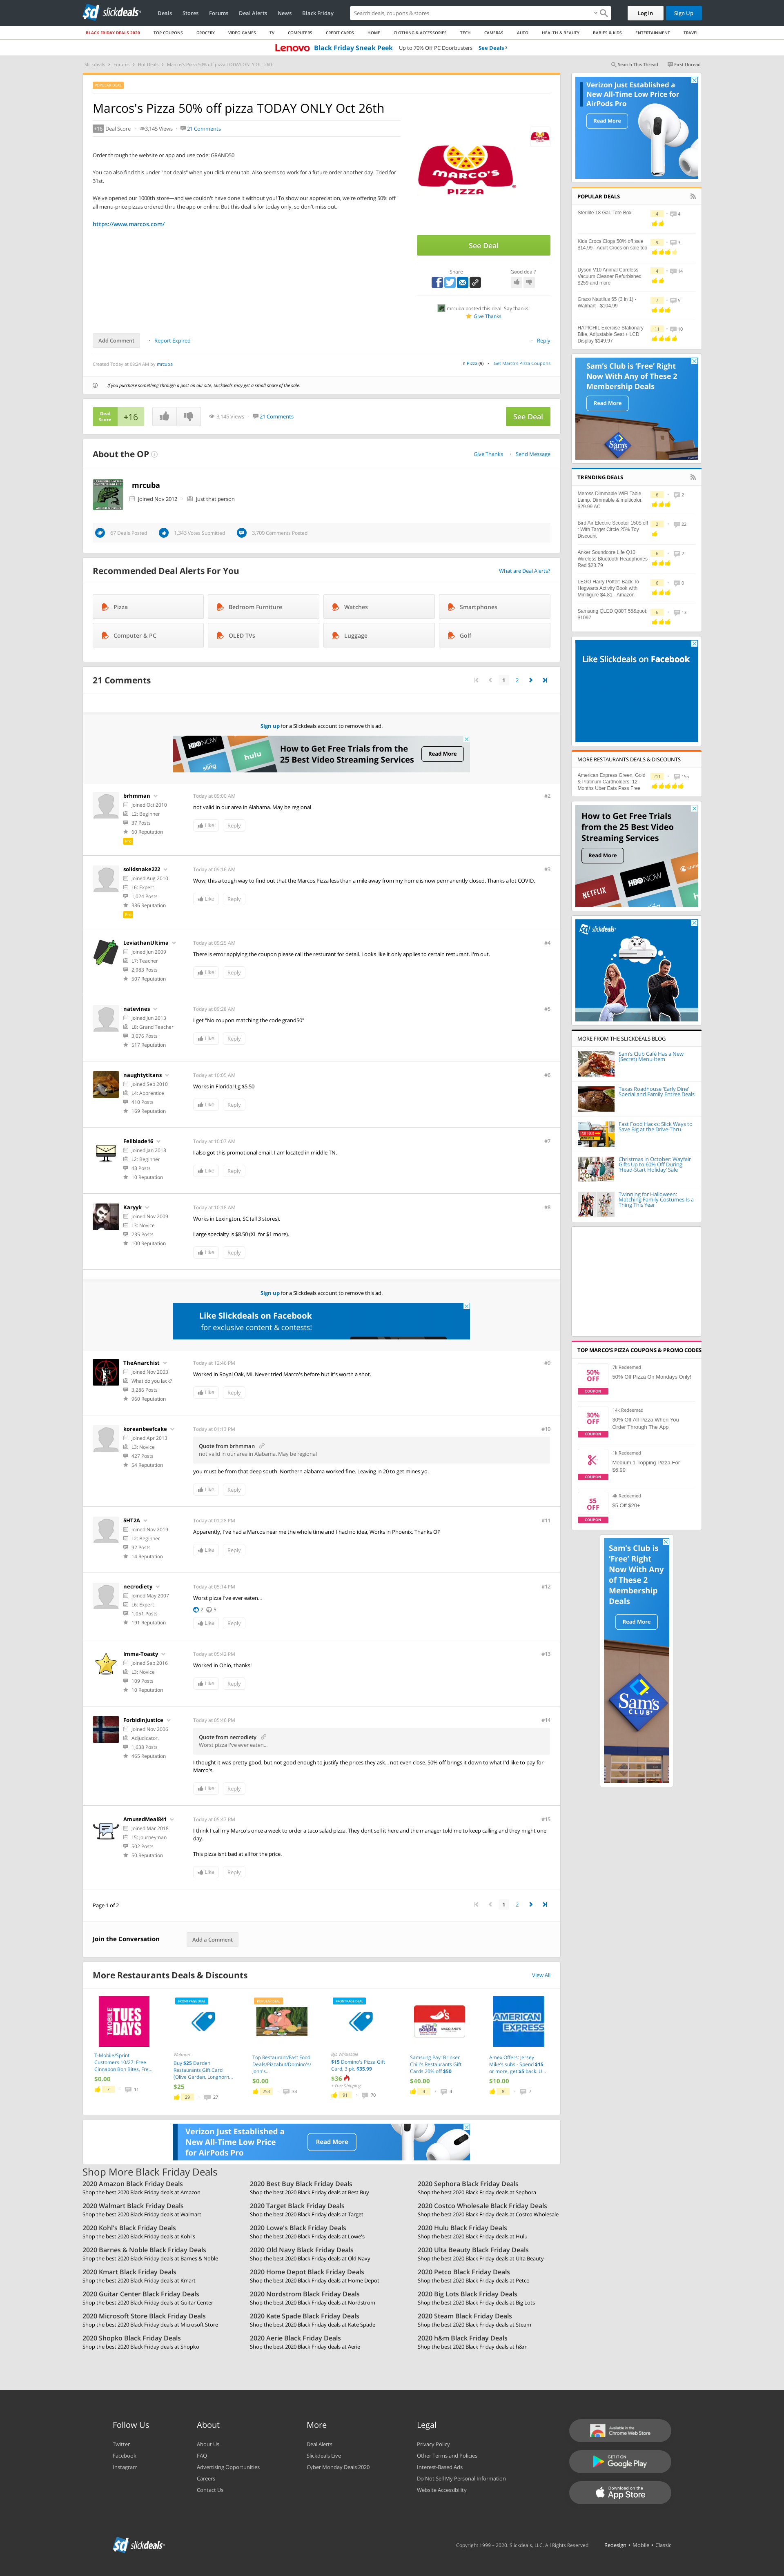 slickdeals
Deals Stores Forums Deal Alerts News Black Friday
Search deals, coupons & stores
Log In Sign Up
BLACK FRIDAY DEALS 2020 TOP COUPONS GROCERY VIDEO GAMES TV COMPUTERS CREDIT CARDS HOME CLOTHING & ACCESSORIES TECH CAMERAS AUTO HEALTH & BEAUTY BABIES & KIDS ENTERTAINMENT TRAVEL
Lenovo Black Friday Sneak Peek Up to 70% Off PC Doorbusters See Deals
Slickdeals Forums Hot Deals Marcos's Pizza 50% off pizza TODAY ONLY Oct 26th
Search This Thread First Unread
Marcos's Pizza 50% off pizza TODAY ONLY Oct 26th
+16 Deal Score 3,145 Views 21 Comments
Order through the website or app and use code: GRAND50
You can also find this under "hot deals" when you click menu tab. Also seems to work for a future order another day. Tried for
31st.
We've opened our 1000th store—and we couldn't have done it without you! To show our appreciation, we're offering 50% off
all menu-price pizzas ordered thru the app or online. But this deal is for today only, so don't miss out.
https://www.marcos.com/
MARCO'S
PIZZA
See Deal
Share Good deal?
mrcuba posted this deal. Say thanks!
Give Thanks
Add Comment Report Expired Reply
Created Today at 08:24 AM by mrcuba
Pizza (9) Get Marco's Pizza Coupons
If you purchase something through a post on our site, Slickdeals may get a small share of the sale.
Deal
Score
+16
3,145 Views 21 Comments
See Deal
About the OP
Give Thanks Send Message
mrcuba
Joined Nov 2012 Just that person
67 Deals Posted 1,343 Votes Submitted 3,709 Comments Posted
Recommended Deal Alerts For You
What are Deal Alerts?
Pizza Bedroom Furniture Watches Smartphones
Computer & PC OLED TVs Luggage Golf
21 Comments
1 2
Sign up for a Slickdeals account to remove this ad.
sling hulu HBO NOW
How to Get Free Trials from the
25 Best Video Streaming Services
Read More
brhmman
Joined Oct 2010
L2: Beginner
37 Posts
60 Reputation
Pro
Today at 09:00 AM
#2
not valid in our area in Alabama. May be regional
Like Reply
solidsnake222
Joined Aug 2010
L6: Expert
1,024 Posts
386 Reputation
Pro
Today at 09:16 AM
#3
Wow, this a tough way to find out that the Marcos Pizza less than a mile away from my home is now permanently closed. Thanks a lot COVID.
Like Reply
LeviathanUltima
Joined Jun 2009
L7: Teacher
2,983 Posts
507 Reputation
Today at 09:25 AM
#4
There is error applying the coupon please call the resturant for detail. Looks like it only applies to certain resturant. I'm out.
Like Reply
natevines
Joined Jun 2013
L8: Grand Teacher
3,076 Posts
517 Reputation
Today at 09:28 AM
#5
I get "No coupon matching the code grand50"
Like Reply
naughtytitans
Joined Sep 2010
L4: Apprentice
410 Posts
169 Reputation
Today at 10:05 AM
#6
Works in Florida! Lg $5.50
Like Reply
Fellblade16
Joined Jan 2018
L2: Beginner
43 Posts
10 Reputation
Today at 10:07 AM
#7
I also got this promotional email. I am located in middle TN.
Like Reply
Karyyk
Joined Nov 2009
L3: Novice
235 Posts
100 Reputation
Today at 10:18 AM
#8
Works in Lexington, SC (all 3 stores).
Large specialty is $8.50 (XL for $1 more).
Like Reply
Sign up for a Slickdeals account to remove this ad.
Like Slickdeals on Facebook
for exclusive content & contests!
TheAnarchist
Joined Nov 2003
What do you lack?
3,286 Posts
960 Reputation
Today at 12:46 PM
#9
Worked in Royal Oak, Mi. Never tried Marco's before but it's worth a shot.
Like Reply
koreanbeefcake
Joined Apr 2013
L3: Novice
427 Posts
54 Reputation
Today at 01:13 PM
#10
Quote from brhmman
not valid in our area in Alabama. May be regional
you must be from that deep south. Northern alabama worked fine. Leaving in 20 to get mines yo.
Like Reply
5HT2A
Joined Nov 2019
L2: Beginner
92 Posts
14 Reputation
Today at 01:28 PM
#11
Apparently, I've had a Marcos near me the whole time and I had no idea, Works in Phoenix. Thanks OP
Like Reply
necrodiety
Joined May 2007
L6: Expert
1,051 Posts
191 Reputation
Today at 05:14 PM
#12
Worst pizza I've ever eaten...
2 5
Like Reply
Imma-Toasty
Joined Sep 2016
L3: Novice
109 Posts
10 Reputation
Today at 05:42 PM
#13
Worked in Ohio, thanks!
Like Reply
ForbidInjustice
Joined Nov 2006
Adjudicator.
1,638 Posts
465 Reputation
Today at 05:46 PM
#14
Quote from necrodiety
Worst pizza I've ever eaten...
I thought it was pretty good, but not good enough to justify the prices they ask... not even close. 50% off brings it down to what I'd like to pay for
Marco's.
Like Reply
AmusedMeal841
Joined Mar 2018
L5: Journeyman
502 Posts
50 Reputation
Today at 05:47 PM
#15
I think I call my Marco's once a week to order a taco salad pizza. They dont sell it here and the manager told me to keep calling and they might one
day.
This pizza isnt bad at all for the price.
Like Reply
Page 1 of 2
1 2
Join the Conversation Add a Comment
More Restaurants Deals & Discounts
View All
MOBILE
TUES
DAYS
T-Mobile/Sprint
Customers 10/27: Free
Cinnabon Bon Bites, Fre...
$0.00
7 11
Walmart
Buy $25 Darden
Restaurants Gift Card
(Olive Garden, Longhorn...
$25
29 27
Top Restaurant/Fast Food
Deals/Pizzahut/Domino's/
John's...
$0.00
253 33
BJs Wholesale
$15 Domino's Pizza Gift
Card, 3 pk. $35.99
$36
+ Free Shipping
91 70
Samsung Pay: Brinker
Chili's Restaurants Gift
Cards 20% off $50
$40.00
4 4
AMERICAN
EXPRESS
Amex Offers: Jersey
Mike's subs - Spend $15
or more, get $5 back. U...
$10.00
8 7
Verizon Just Established a
New All-Time Low Price
for AirPods Pro
Read More
Shop More Black Friday Deals
2020 Amazon Black Friday Deals
Shop the best 2020 Black Friday deals at Amazon
2020 Best Buy Black Friday Deals
Shop the best 2020 Black Friday deals at Best Buy
2020 Sephora Black Friday Deals
Shop the best 2020 Black Friday deals at Sephora
2020 Walmart Black Friday Deals
Shop the best 2020 Black Friday deals at Walmart
2020 Target Black Friday Deals
Shop the best 2020 Black Friday deals at Target
2020 Costco Wholesale Black Friday Deals
Shop the best 2020 Black Friday deals at Costco Wholesale
2020 Kohl's Black Friday Deals
Shop the best 2020 Black Friday deals at Kohl's
2020 Lowe's Black Friday Deals
Shop the best 2020 Black Friday deals at Lowe's
2020 Hulu Black Friday Deals
Shop the best 2020 Black Friday deals at Hulu
2020 Barnes & Noble Black Friday Deals
Shop the best 2020 Black Friday deals at Barnes & Noble
2020 Old Navy Black Friday Deals
Shop the best 2020 Black Friday deals at Old Navy
2020 Ulta Beauty Black Friday Deals
Shop the best 2020 Black Friday deals at Ulta Beauty
2020 Kmart Black Friday Deals
Shop the best 2020 Black Friday deals at Kmart
2020 Home Depot Black Friday Deals
Shop the best 2020 Black Friday deals at Home Depot
2020 Petco Black Friday Deals
Shop the best 2020 Black Friday deals at Petco
2020 Guitar Center Black Friday Deals
Shop the best 2020 Black Friday deals at Guitar Center
2020 Nordstrom Black Friday Deals
Shop the best 2020 Black Friday deals at Nordstrom
2020 Big Lots Black Friday Deals
Shop the best 2020 Black Friday deals at Big Lots
2020 Microsoft Store Black Friday Deals
Shop the best 2020 Black Friday deals at Microsoft Store
2020 Kate Spade Black Friday Deals
Shop the best 2020 Black Friday deals at Kate Spade
2020 Steam Black Friday Deals
Shop the best 2020 Black Friday deals at Steam
2020 Shopko Black Friday Deals
Shop the best 2020 Black Friday deals at Shopko
2020 Aerie Black Friday Deals
Shop the best 2020 Black Friday deals at Aerie
2020 h&m Black Friday Deals
Shop the best 2020 Black Friday deals at h&m
Verizon Just Established a
New All-Time Low Price for
AirPods Pro
Read More
POPULAR DEALS
Sterilite 18 Gal. Tote Box
4 4
Kids Crocs Clogs 50% off sale
$14.99 - Adult Crocs on sale too
9 3
Dyson V10 Animal Cordless
Vacuum Cleaner Refurbished
$259 and more
4 14
Graco Nautilus 65 (3 in 1) -
Walmart - $104.99
7 5
HAPICHIL Exercise Stationary
Bike, Adjustable Seat + LCD
Display $149.97
11 10
Sam's Club is 'Free' Right
Now With Any of These 2
Membership Deals
Read More
Sam's
CLUB
TRENDING DEALS
Meross Dimmable WiFi Table
Lamp. Dimmable & multicolor.
$29.99 AC
6 2
Bird Air Electric Scooter 150$ off
: With Target Circle 25% Toy
Discount
2 22
Anker Soundcore Life Q10
Wireless Bluetooth Headphones
Red $23.79
6 2
LEGO Harry Potter: Back To
Hogwarts Activity Book with
Minifigure $4.81 - Amazon
6 0
Samsung QLED Q90T 55&quot;
$1097
6 13
Like Slickdeals on Facebook
MORE RESTAURANTS DEALS & DISCOUNTS
American Express Green, Gold
& Platinum Cardholders: 12-
Months Uber Eats Pass Free
211 155
How to Get Free Trials
from the 25 Best Video
Streaming Services
Read More
NETFLIX HBO NOW hulu
slickdeals
MORE FROM THE SLICKDEALS BLOG
Sam's Club Café Has a New
(Secret) Menu Item
Texas Roadhouse 'Early Dine'
Special and Family Entree Deals
Fast Food Hacks: Slick Ways to
Save Big at the Drive-Thru
Christmas in October: Wayfair
Gifts Up to 60% Off During
'Head-Start Holiday' Sale
Twinning for Halloween:
Matching Family Costumes Is a
Thing This Year
TOP MARCO'S PIZZA COUPONS & PROMO CODES
50%
OFF
COUPON
7k Redeemed
50% Off Pizza On Mondays Only!
30%
OFF
COUPON
14k Redeemed
30% Off All Pizza When You
Order Through The App
COUPON
1k Redeemed
Medium 1-Topping Pizza For
$6.99
$5
OFF
COUPON
4k Redeemed
$5 Off $20+
Sam's Club is
'Free' Right
Now With Any
of These 2
Membership
Deals
Read More
Sam's
CLUB
Follow Us
Twitter
Facebook
Instagram
About
About Us
FAQ
Advertising Opportunities
Careers
Contact Us
More
Deal Alerts
Slickdeals Live
Cyber Monday Deals 2020
Legal
Privacy Policy
Other Terms and Policies
Interest-Based Ads
Do Not Sell My Personal Information
Website Accessibility
Available in the
Chrome Web Store
GET IT ON
Google Play
Download on the
App Store
slickdeals
Copyright 1999 - 2020. Slickdeals, LLC. All Rights Reserved. Redesign • Mobile • Classic